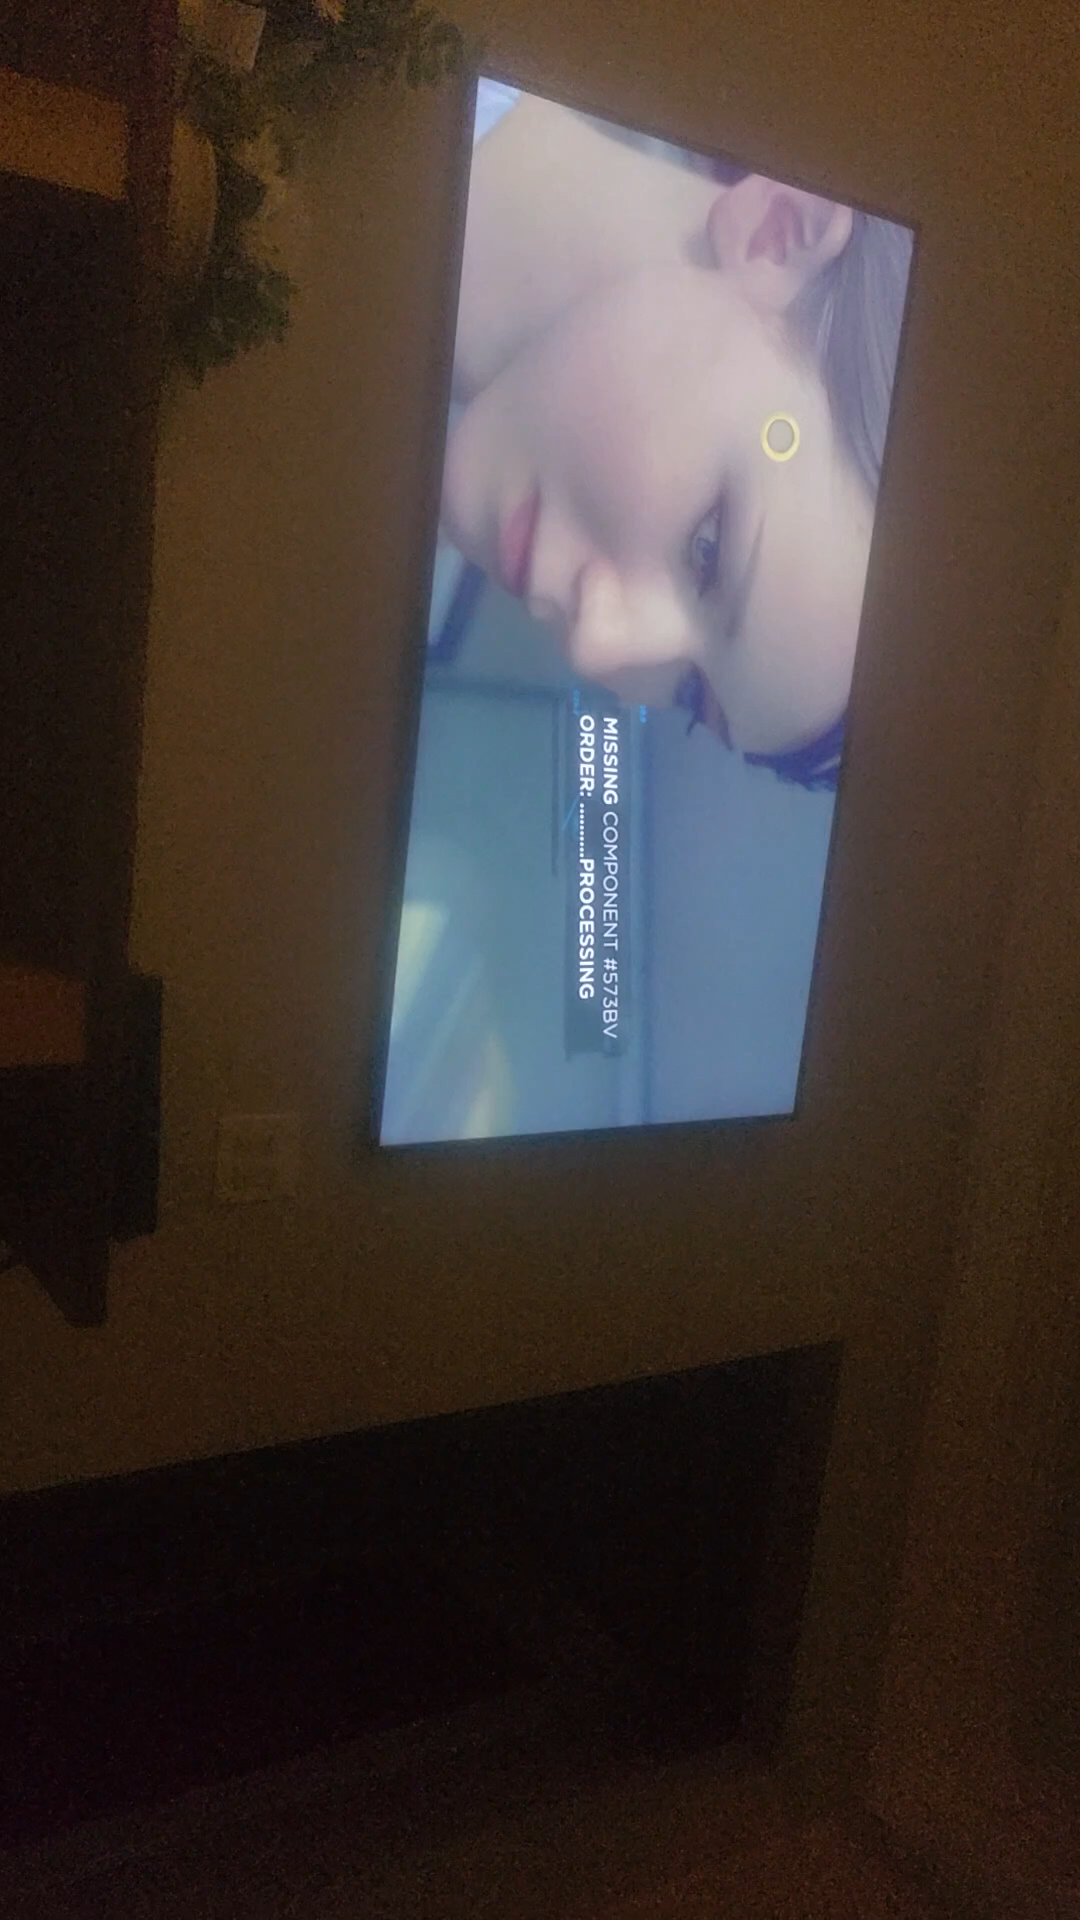 MISSING COMPONENT #573BV
ORDER: ..........PROCESSING